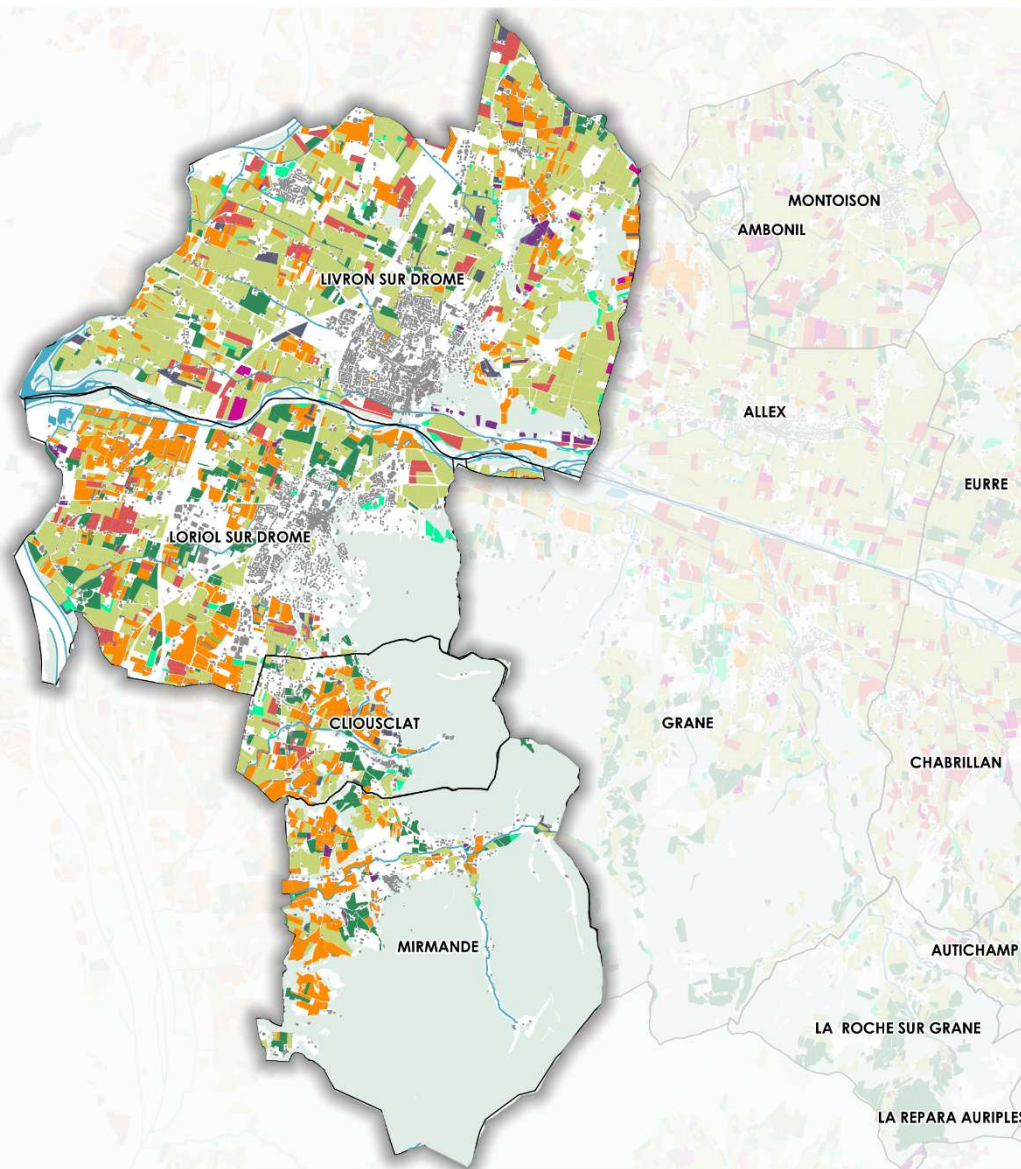 MONTOISON
AMBONIL
LIVRON SUR DROME
ALLEX
EURRE
LORIOL SUR DROME
CLIOUSCLAT
GRANE
CHABRILLAN
MIRMANDE
AUTICHAMP
LA ROCHE SUR GRANE
LA REPARA AURIPLES